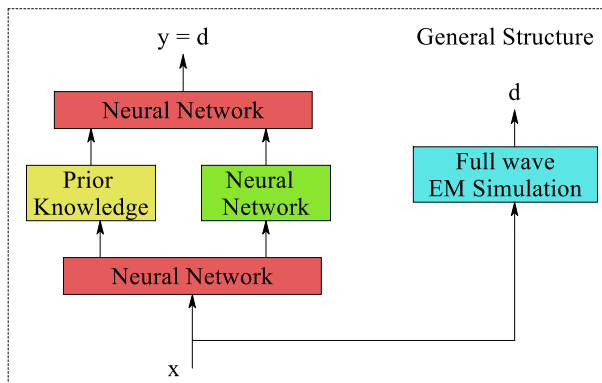 y = d
General Structure
Neural Network
d
Prior
Knowledge
Neural
Network
Full wave
EM Simulation
Neural Network
x